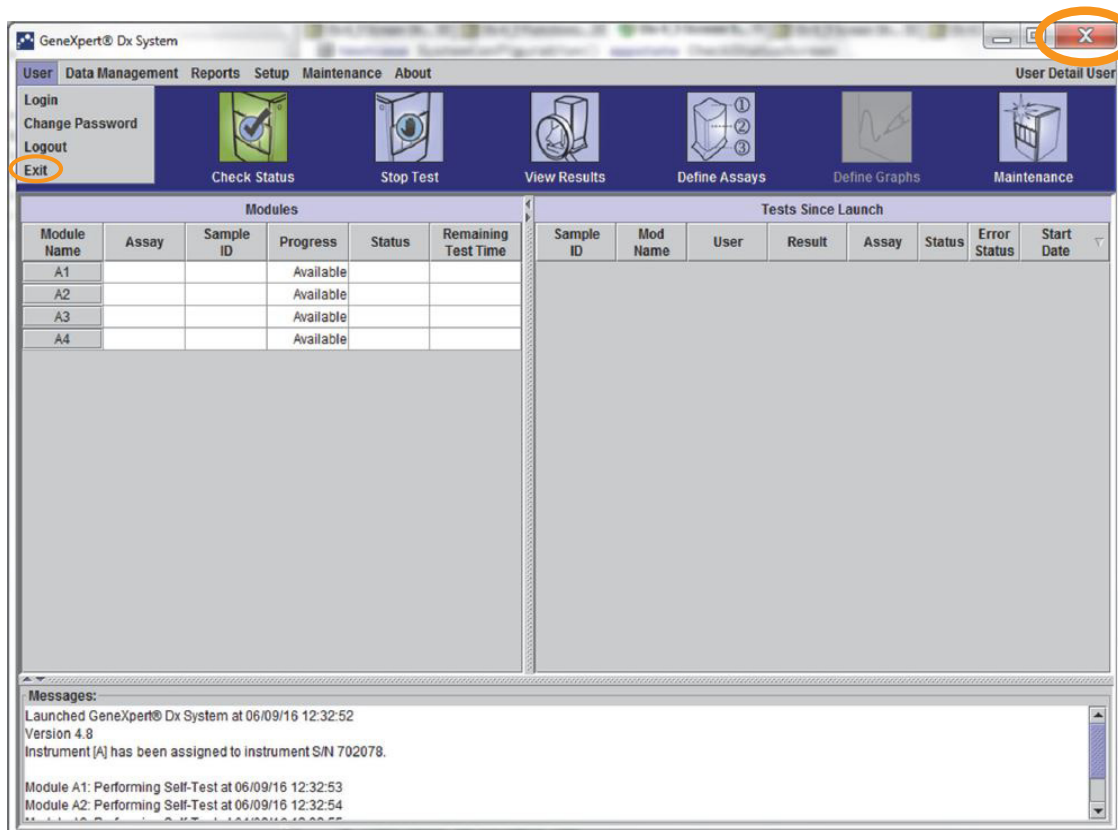 GeneXpert® Dx System
User Data Management Reports Setup Maintenance About User Detail User
Login
Change Password
Logout
Exit
Check Status Stop Test View Results Define Assays Define Graphs Maintenance
① ② ③
Modules
Module Name Assay Sample ID Progress Status Remaining Test Time
A1 Available
A2 Available
A3 Available
A4 Available
Tests Since Launch
Sample ID Mod Name User Result Assay Status Error Status Start Date
Messages:
Launched GeneXpert® Dx System at 06/09/16 12:32:52
Version 4.8
Instrument [A] has been assigned to instrument S/N 702078.
Module A1: Performing Self-Test at 06/09/16 12:32:53
Module A2: Performing Self-Test at 06/09/16 12:32:54